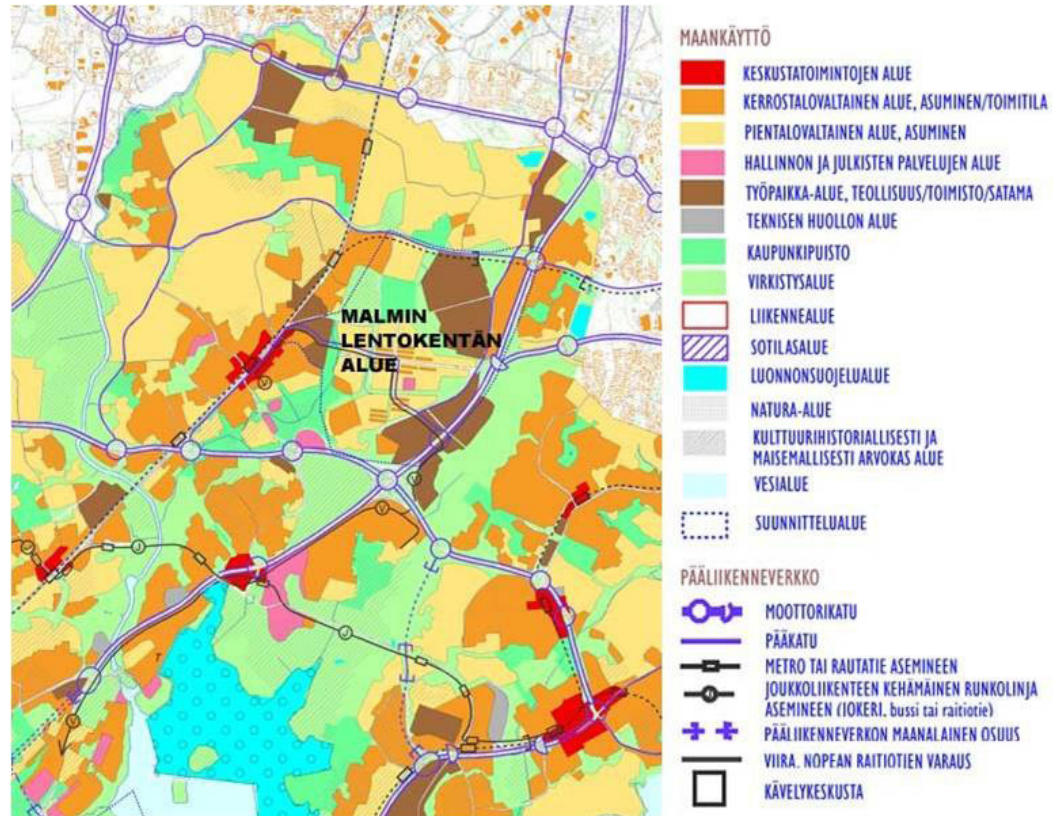 MALMIN
LENTOKENTÄN
ALUE
V
V
V
V
J
J
J
J
MAANKÄYTTÖ
KESKUSTATOIMINTOJEN ALUE
KERROSTALOVALTAINEN ALUE, ASUMINEN/TOIMITILA
PIENTALOVALTAINEN ALUE, ASUMINEN
HALLINNON JA JULKISTEN PALVELUJEN ALUE
TYÖPAIKKA-ALUE, TEOLLISUUS/TOIMISTO/SATAMA
TEKNISEN HUOLLON ALUE
KAUPUNKIPUISTO
VIRKISTYSALUE
LIIKENNEALUE
SOTILASALUE
LUONNONSUOJELUALUE
NATURA-ALUE
KULTTUURIHISTORIALLISESTI JA
MAISEMALLISESTI ARVOKAS ALUE
VESIALUE
SUUNNITTELUALUE
PÄÄLIIKENNEVERKKO
MOOTTORIKATU
PÄÄKATU
METRO TAI RAUTATIE ASEMINEEN
JOUKKOLIIKENTEEN KEHÄMÄINEN RUNKOLINJA
ASEMINEEN (JOKERI, bussi tai raitiotie)
PÄÄLIIKENNEVERKON MAANALAINEN OSUUS
VIIRA, NOPEAN RAITIOTIEN VARAUS
KÄVELYKESKUSTA